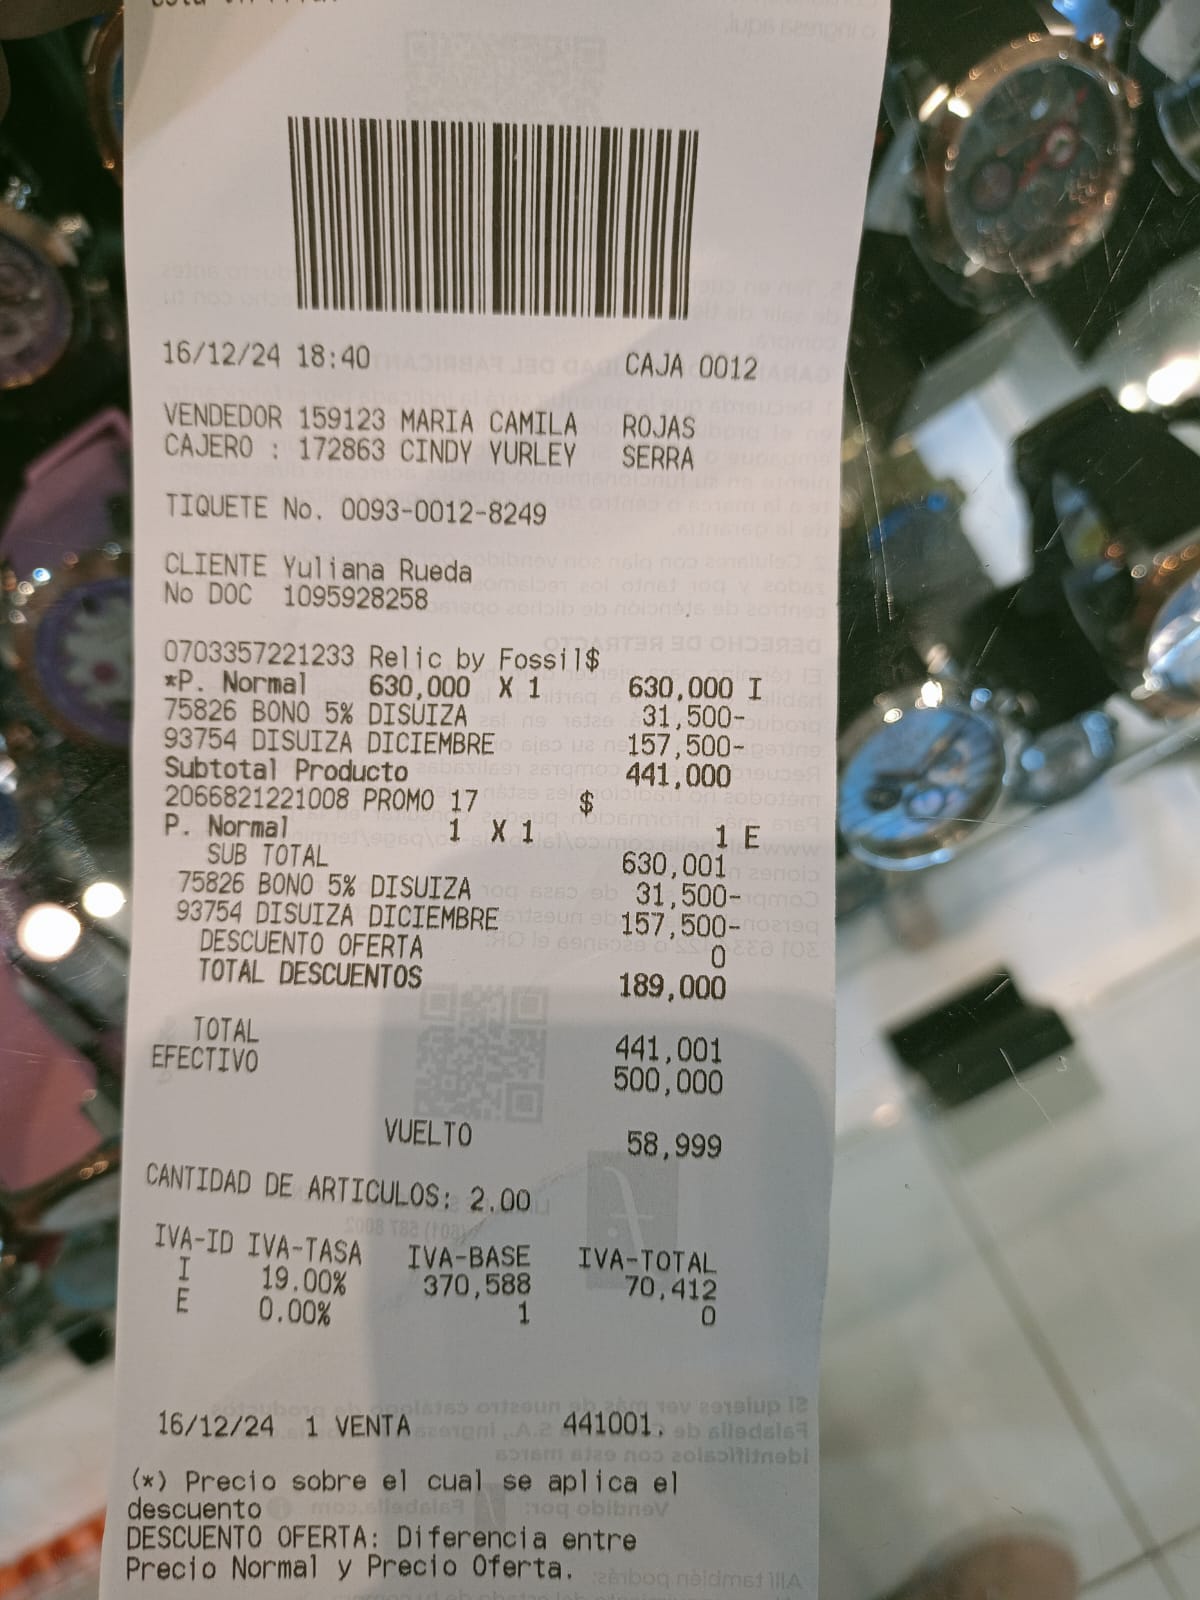 16/12/24 18:40 CAJA 0012
VENDEDOR 159123 MARIA CAMILA ROJAS
CAJERO : 172863 CINDY YURLEY SERRA
TIQUETE No. 0093-0012-8249
CLIENTE Yuliana Rueda
No DOC 1095928258
0703357221233 Relic by Fossil$
*P. Normal 630,000 X 1 630,000 I
75826 BONO 5% DISUIZA 31,500-
93754 DISUIZA DICIEMBRE 157,500-
Subtotal Producto 441,000
2066821221008 PROMO 17 $
P. Normal 1 X 1 1 E
SUB TOTAL 630,001
75826 BONO 5% DISUIZA 31,500-
93754 DISUIZA DICIEMBRE 157,500-
DESCUENTO OFERTA 0
TOTAL DESCUENTOS 189,000
TOTAL 441,001
EFECTIVO 500,000
VUELTO 58,999
CANTIDAD DE ARTICULOS: 2.00
IVA-ID IVA-TASA IVA-BASE IVA-TOTAL
I 19.00% 370,588 70,412
E 0.00% 1 0
16/12/24 1 VENTA 441001.
(*) Precio sobre el cual se aplica el
descuento
DESCUENTO OFERTA: Diferencia entre
Precio Normal y Precio Oferta.